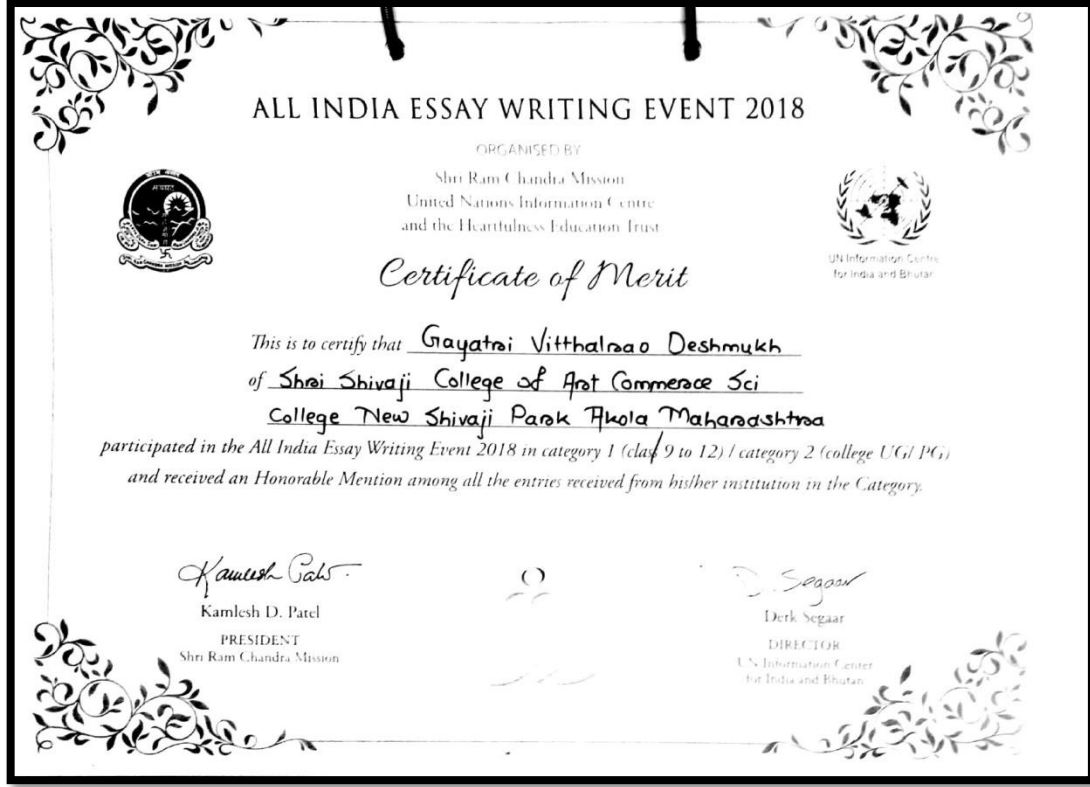 ALL INDIA ESSAY WRITING EVENT 2018
ORGANISED BY
Shri Ram Chandra Mission
United Nations Information Centre
and the Heartfulness Education Trust
UN Information Centre
for India and Bhutan
Certificate of Merit
This is to certify that Gayatri Vitthalrao Deshmukh
of Shri Shivaji College of Art Commerce Sci
College New Shivaji Park Akola Maharashtra
participated in the All India Essay Writing Event 2018 in category 1 (class 9 to 12) / category 2 (college UG/ PG)
and received an Honorable Mention among all the entries received from his/her institution in the Category.
Kamlesh D. Patel
PRESIDENT
Shri Ram Chandra Mission
D. Segaar
Derk Segaar
DIRECTOR
UN Information Center
for India and Bhutan